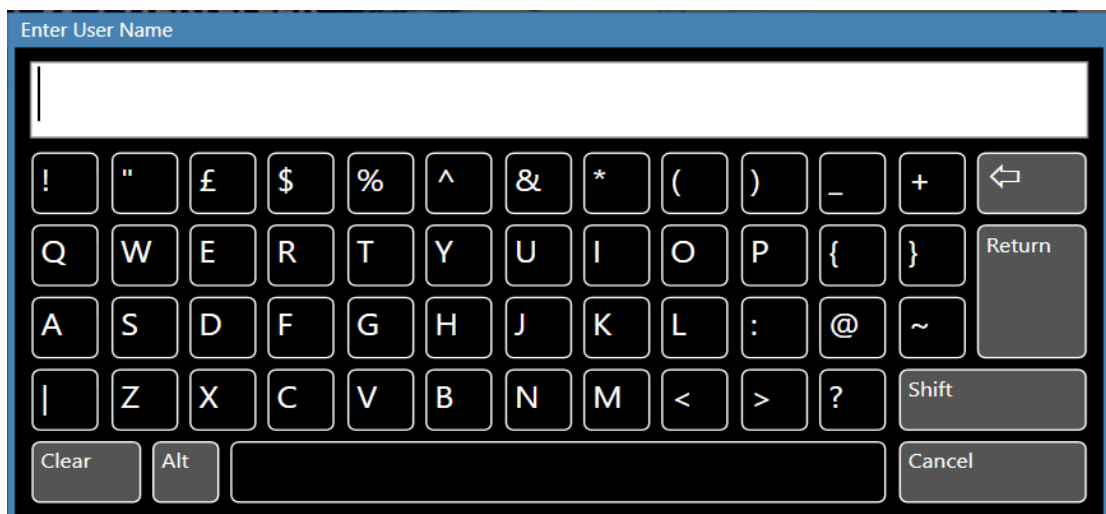 Enter User Name
! " £ $ % ^ & * ( ) _ + ⇦
Q W E R T Y U I O P { } Return
A S D F G H J K L : @ ~
| Z X C V B N M < > ? Shift
Clear Alt Cancel